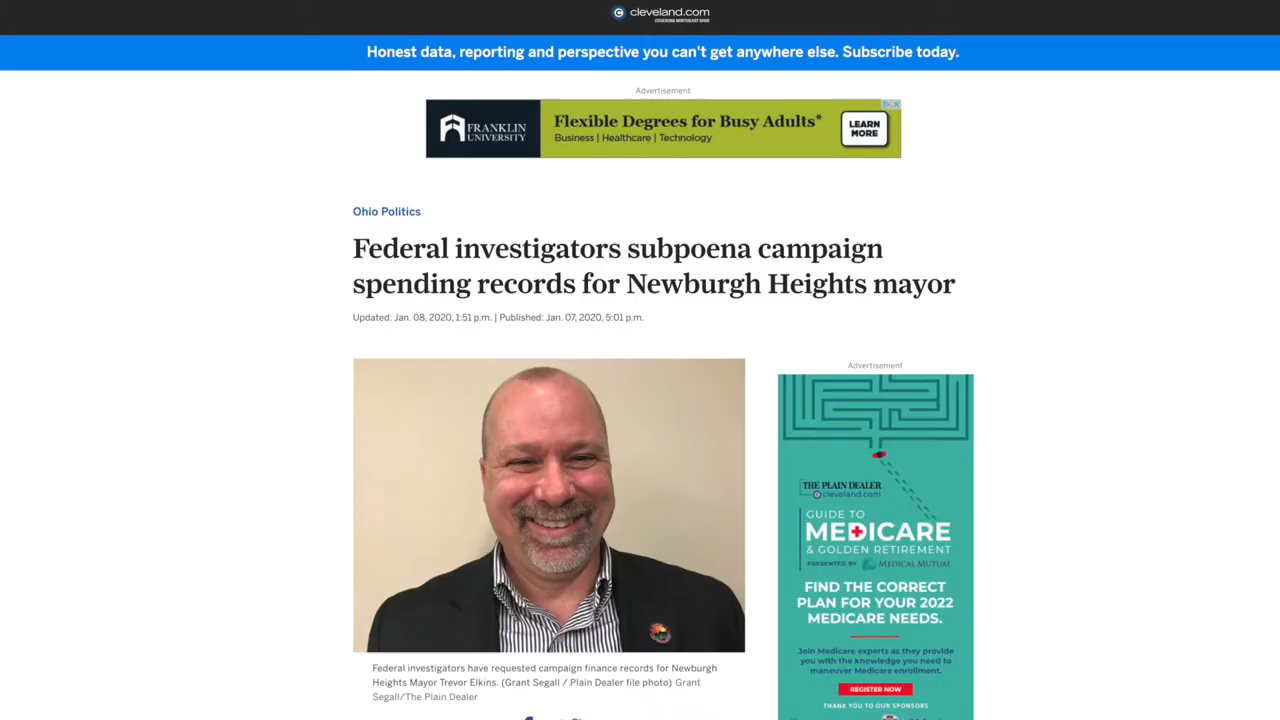 cleveland.com
COVERING NORTHEAST OHIO
Honest data, reporting and perspective you can't get anywhere else. Subscribe today.
Advertisement
FRANKLIN
UNIVERSITY
Flexible Degrees for Busy Adults*
Business | Healthcare | Technology
LEARN
MORE
Ohio Politics
Federal investigators subpoena campaign
spending records for Newburgh Heights mayor
Updated: Jan. 08, 2020, 1:51 p.m. | Published: Jan. 07, 2020, 5:01 p.m.
Federal investigators have requested campaign finance records for Newburgh
Heights Mayor Trevor Elkins. (Grant Segall / Plain Dealer file photo) Grant
Segall/The Plain Dealer
Advertisement
THE PLAIN DEALER
cleveland.com
GUIDE TO
MEDICARE
& GOLDEN RETIREMENT
PRESENTED BY MEDICAL MUTUAL
FIND THE CORRECT
PLAN FOR YOUR 2022
MEDICARE NEEDS.
Join Medicare experts as they provide
you with the knowledge you need to
maneuver Medicare enrollment.
REGISTER NOW
THANK YOU TO OUR SPONSORS